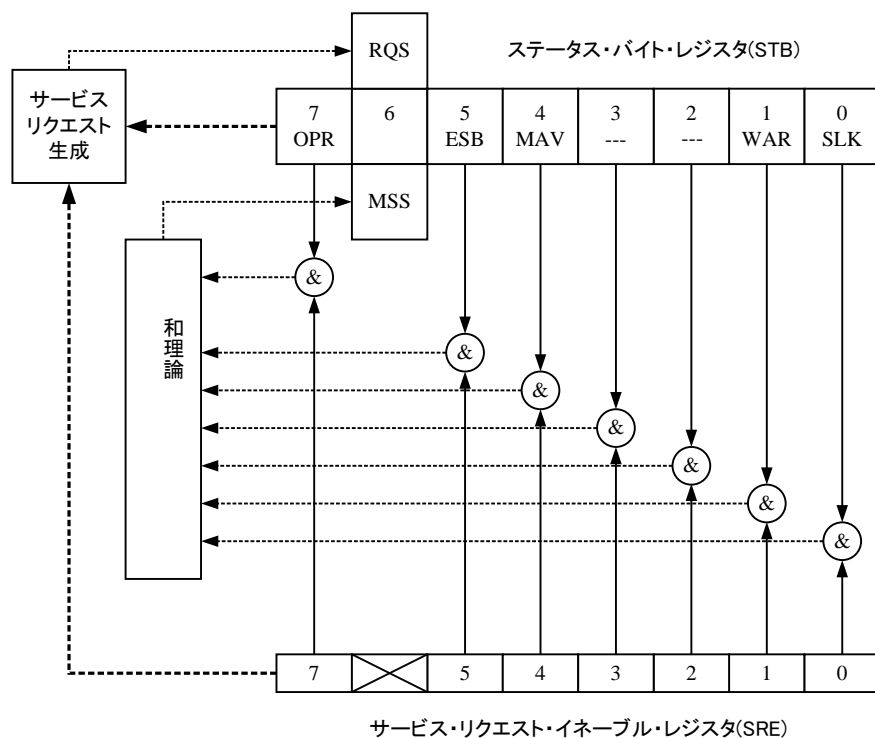 RQS
ステータス・バイト・レジスタ(STB)
サービス
リクエスト
生成
7 6 5 4 3 2 1 0
OPR ESB MAV --- --- WAR SLK
MSS
&
和理論
&
&
&
&
&
&
7 5 4 3 2 1 0
サービス・リクエスト・イネーブル・レジスタ(SRE)